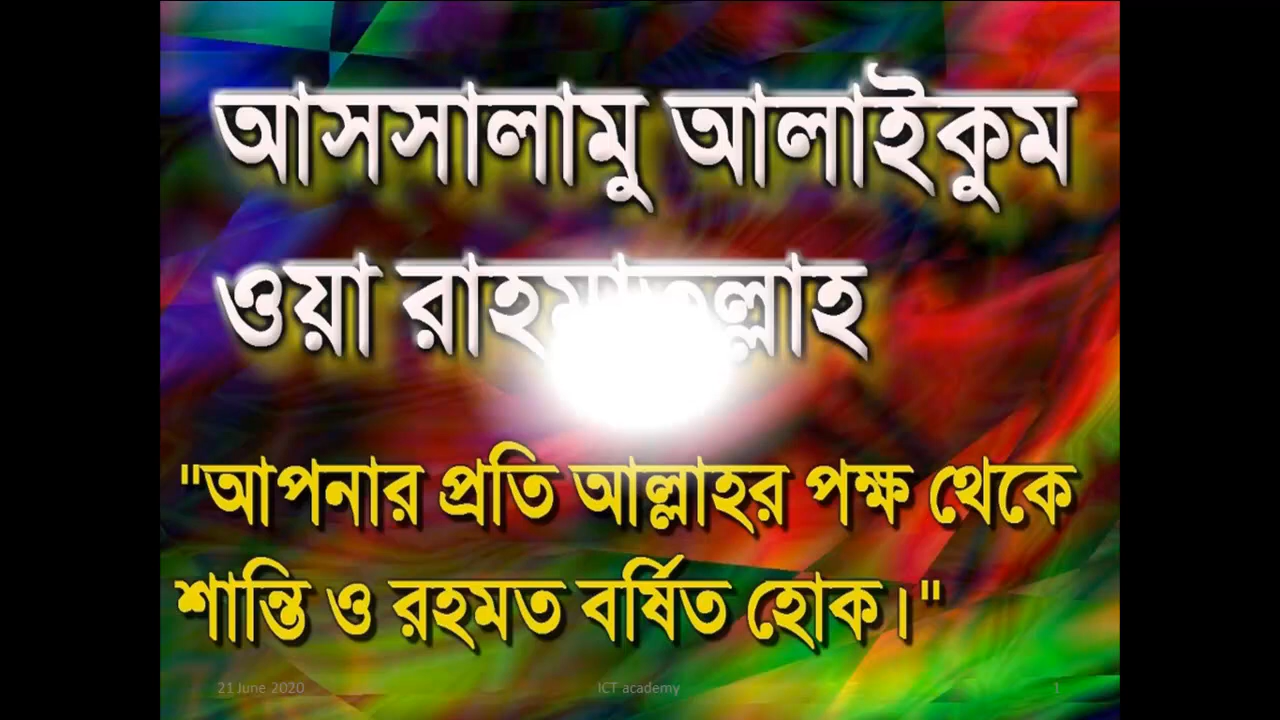 আসসালামু আলাইকুম
ওয়া
"আপনার প্রতি আল্লাহর পক্ষ থেকে
শান্তি ও রহমত বর্ষিত হোক।"
21 June 2020 ICT academy 1